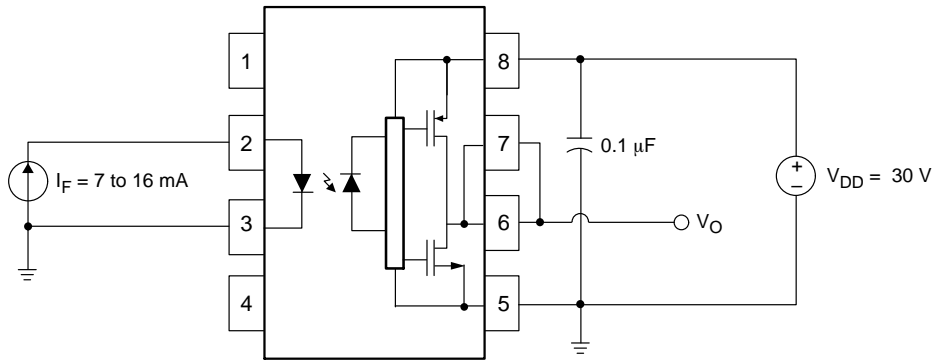 1
8
2
7
0.1 μF
+
–
V_DD = 30 V
I_F = 7 to 16 mA
3
6
V_O
4
5